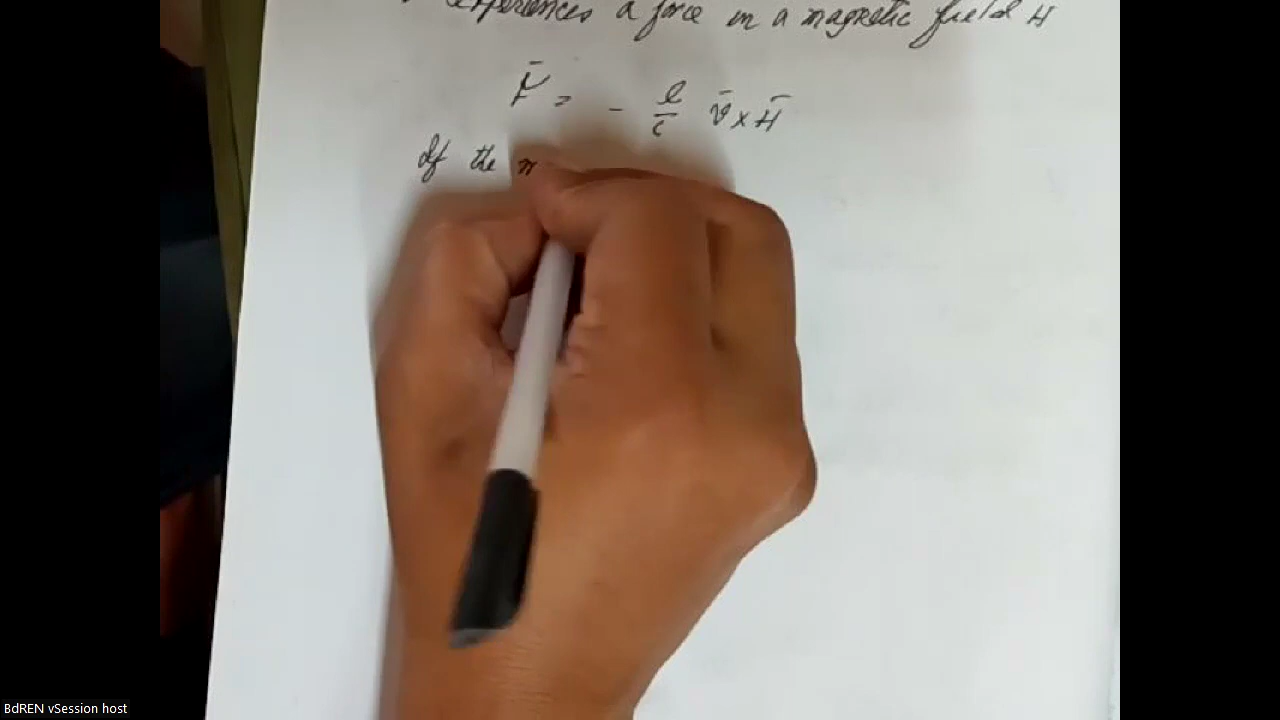 experiences a force in a magnetic field H
F̄ = - e/c v̄ x H̄
If the
BdREN vSession host